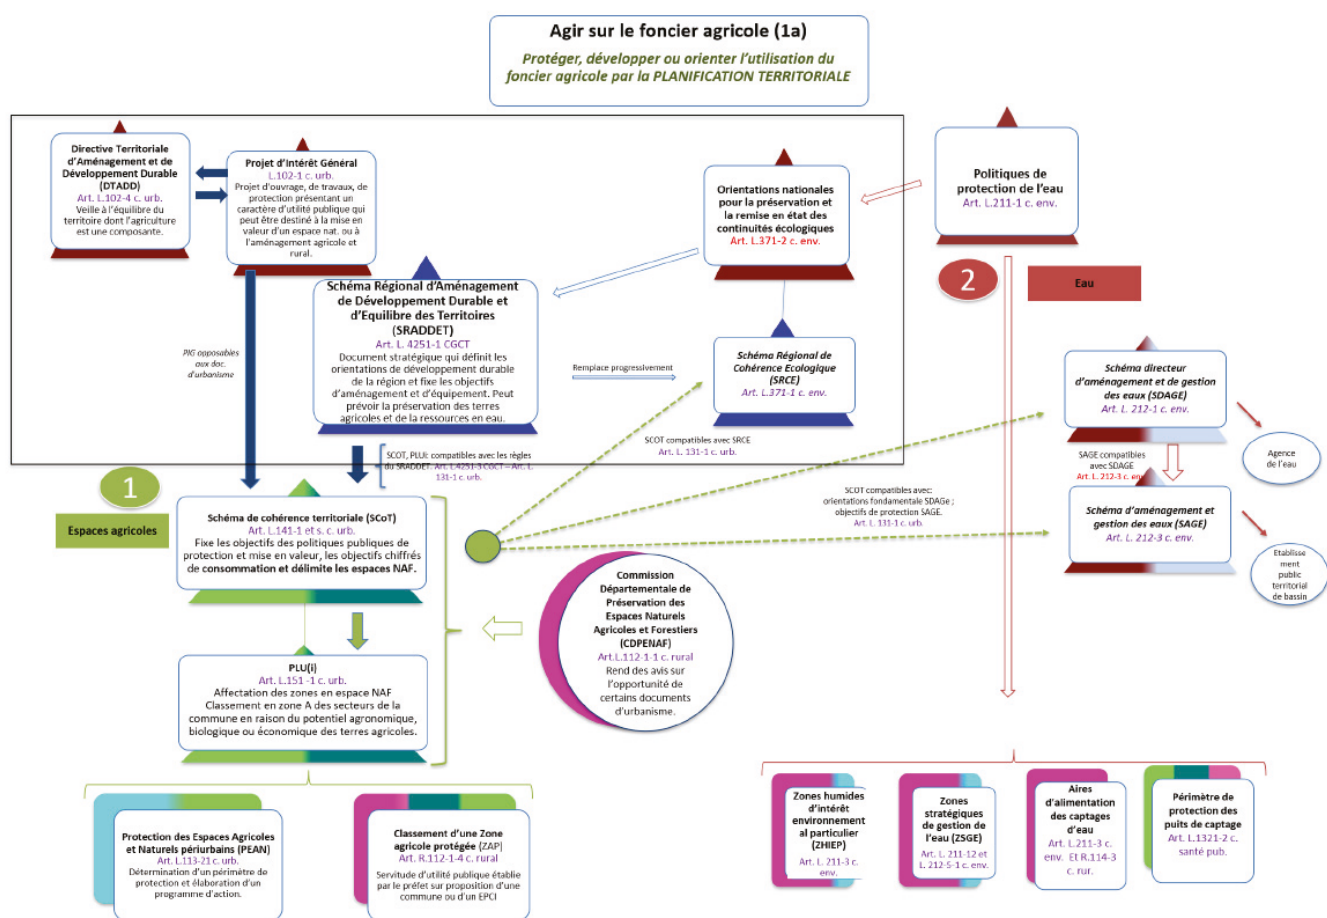 Agir sur le foncier agricole (1a)
Protéger, développer ou orienter l'utilisation du
foncier agricole par la PLANIFICATION TERRITORIALE
Directive Territoriale
d'Aménagement et de
Développement Durable
(DTADD)
Art. L.102-4 c. urb.
Veille à l'équilibre du
territoire dont l'agriculture
est une composante.
Projet d'Intérêt Général
L.102-1 c. urb.
Projet d'ouvrage, de travaux, de
protection présentant un
caractère d'utilité publique qui
peut être destiné à la mise en
valeur d'un espace nat. ou à
l'aménagement agricole et
rural.
Orientations nationales
pour la préservation et
la remise en état des
continuités écologiques
Art. L.371-2 c. env.
Politiques de
protection de l'eau
Art. L.211-1 c. env.
2
Eau
Schéma Régional d'Aménagement
de Développement Durable et
d'Equilibre des Territoires
(SRADDET)
Art. L. 4251-1 CGCT
Document stratégique qui définit les
orientations de développement durable
de la région et fixe les objectifs
d'aménagement et d'équipement. Peut
prévoir la préservation des terres
agricoles et de la ressources en eau.
PIG opposables
aux doc.
d'urbanisme
Remplace progressivement
Schéma Régional de
Cohérence Ecologique
(SRCE)
Art. L.371-1 c. env.
Schéma directeur
d'aménagement et de gestion
des eaux (SDAGE)
Art. L. 212-1 c. env.
Agence
de l'eau
SCOT, PLUi: compatibles avec les règles
du SRADDET. Art. L.4251-3 CGCT – Art. L.
131-1 c. urb.
SCOT compatibles avec SRCE
Art. L. 131-1 c. urb.
SAGE compatibles
avec SDAGE
Art. L. 212-3 c. env
1
Espaces agricoles
Schéma de cohérence territoriale (SCoT)
Art. L.141-1 et s. c. urb.
Fixe les objectifs des politiques publiques de
protection et mise en valeur, les objectifs chiffrés
de consommation et délimite les espaces NAF.
SCOT compatibles avec:
orientations fondamentale SDAGe ;
objectifs de protection SAGE.
Art. L. 131-1 c. urb.
Schéma d'aménagement et
gestion des eaux (SAGE)
Art. L. 212-3 c. env.
Etablisse
ment
public
territorial
de bassin
Commission
Départementale de
Préservation des
Espaces Naturels
Agricoles et Forestiers
(CDPENAF)
Art.L.112-1-1 c. rural
Rend des avis sur
l'opportunité de
certains documents
d'urbanisme.
PLU(i)
Art. L.151 -1 c. urb.
Affectation des zones en espace NAF
Classement en zone A des secteurs de la
commune en raison du potentiel agronomique,
biologique ou économique des terres agricoles.
Protection des Espaces Agricoles
et Naturels périurbains (PEAN)
Art. L.113-21 c. urb.
Détermination d'un périmètre de
protection et élaboration d'un
programme d'action.
Classement d'une Zone
agricole protégée (ZAP)
Art. R.112-1-4 c. rural
Servitude d'utilité publique établie
par le préfet sur proposition d'une
commune ou d'un EPCI
Zones humides
d'intérêt
environnement
al particulier
(ZHIEP)
Art. L. 211-3 c.
env.
Zones
stratégiques
de gestion de
l'eau (ZSGE)
Art. L. 211-12 et
L. 212-5-1 c. env.
Aires
d'alimentation
des captages
d'eau
Art. L.211-3 c.
env. Et R.114-3
c. rur.
Périmètre de
protection des
puits de captage
Art. L.1321-2 c.
santé pub.